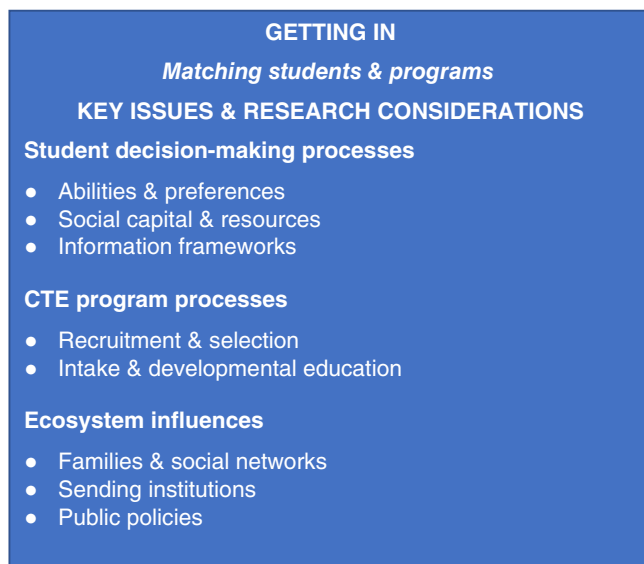 GETTING IN
Matching students & programs
KEY ISSUES & RESEARCH CONSIDERATIONS
Student decision-making processes
● Abilities & preferences
● Social capital & resources
● Information frameworks
CTE program processes
● Recruitment & selection
● Intake & developmental education
Ecosystem influences
● Families & social networks
● Sending institutions
● Public policies